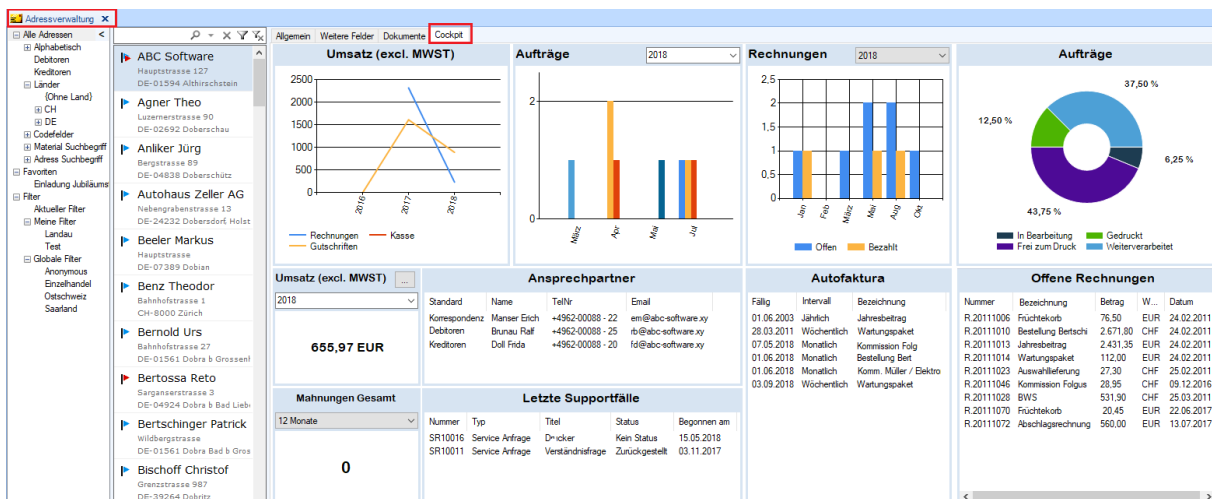 Adressverwaltung
Alle Adressen
Alphabetisch
Debitoren
Kreditoren
Länder
{Ohne Land}
CH
DE
Codefelder
Material Suchbegriff
Adress Suchbegriff
Favoriten
Einladung Jubiläums
Filter
Aktueller Filter
Meine Filter
Landau
Test
Globale Filter
Anonymous
Einzelhandel
Ostschweiz
Saarland
ABC Software
Hauptstrasse 127
DE-01594 Althirschstein
Agner Theo
Luzernerstrasse 90
DE-02692 Doberschau
Anliker Jürg
Bergstrasse 89
DE-04838 Doberschütz
Autohaus Zeller AG
Nebengrabenstrasse 13
DE-24232 Dobersdorf, Holst
Beeler Markus
Hauptstrasse
DE-07389 Dobian
Benz Theodor
Bahnhofstrasse 1
CH-8000 Zürich
Bernold Urs
Bahnhofstrasse 27
DE-01561 Dobra b Grossenh
Bertossa Reto
Sarganserstrasse 3
DE-04924 Dobra b Bad Liebe
Bertschinger Patrick
Wildbergstrasse
DE-01561 Dobra Bad b Gros
Bischoff Christof
Grenzstrasse 987
DE-39264 Dobritz
Allgemein Weitere Felder Dokumente Cockpit
Umsatz (excl. MWST)
2500
2000
1500
1000
500
0
2016 2017 2018
Rechnungen Kasse
Gutschriften
Aufträge 2018
2
0
März Apr Mai Jul
Rechnungen 2018
2,5
2
1,5
1
0,5
0
Jan Feb März Mai Aug Okt
Offen Bezahlt
Aufträge
37,50 %
12,50 %
6,25 %
43,75 %
In Bearbeitung Gedruckt
Frei zum Druck Weiterverarbeitet
Umsatz (excl. MWST) ...
2018
655,97 EUR
Ansprechpartner
Standard Name TelNr Email
Korrespondenz Manser Erich +4962-00088 - 22 em@abc-software.xy
Debitoren Brunau Ralf +4962-00088 - 25 rb@abc-software.xy
Kreditoren Doll Frida +4962-00088 - 20 fd@abc-software.xy
Autofaktura
Fällig Intervall Bezeichnung
01.06.2003 Jährlich Jahresbeitrag
28.03.2011 Wöchentlich Wartungspaket
07.05.2018 Monatlich Kommission Folg
01.06.2018 Monatlich Bestellung Bert
01.06.2018 Monatlich Komm. Müller / Elektro
03.09.2018 Wöchentlich Wartungspaket
Offene Rechnungen
Nummer Bezeichnung Betrag W... Datum
R.20111006 Früchtekorb 76,50 EUR 24.02.2011
R.20111010 Bestellung Bertschi 2.671,80 CHF 24.02.2011
R.20111013 Jahresbeitrag 2.431,35 EUR 24.02.2011
R.20111014 Wartungspaket 112,00 EUR 24.02.2011
R.20111023 Auswahllieferung 27,30 CHF 25.02.2011
R.20111046 Kommission Folgus 28,95 CHF 09.12.2016
R.20111028 BWS 531,90 CHF 25.03.2011
R.20111070 Früchtekorb 20,45 EUR 22.06.2017
R.20111072 Abschlagsrechnung 560,00 EUR 13.07.2017
Mahnungen Gesamt
12 Monate
0
Letzte Supportfälle
Nummer Typ Titel Status Begonnen am
SR10016 Service Anfrage Kein Status 15.05.2018
SR10011 Service Anfrage Verständnisfrage Zurückgestellt 03.11.2017